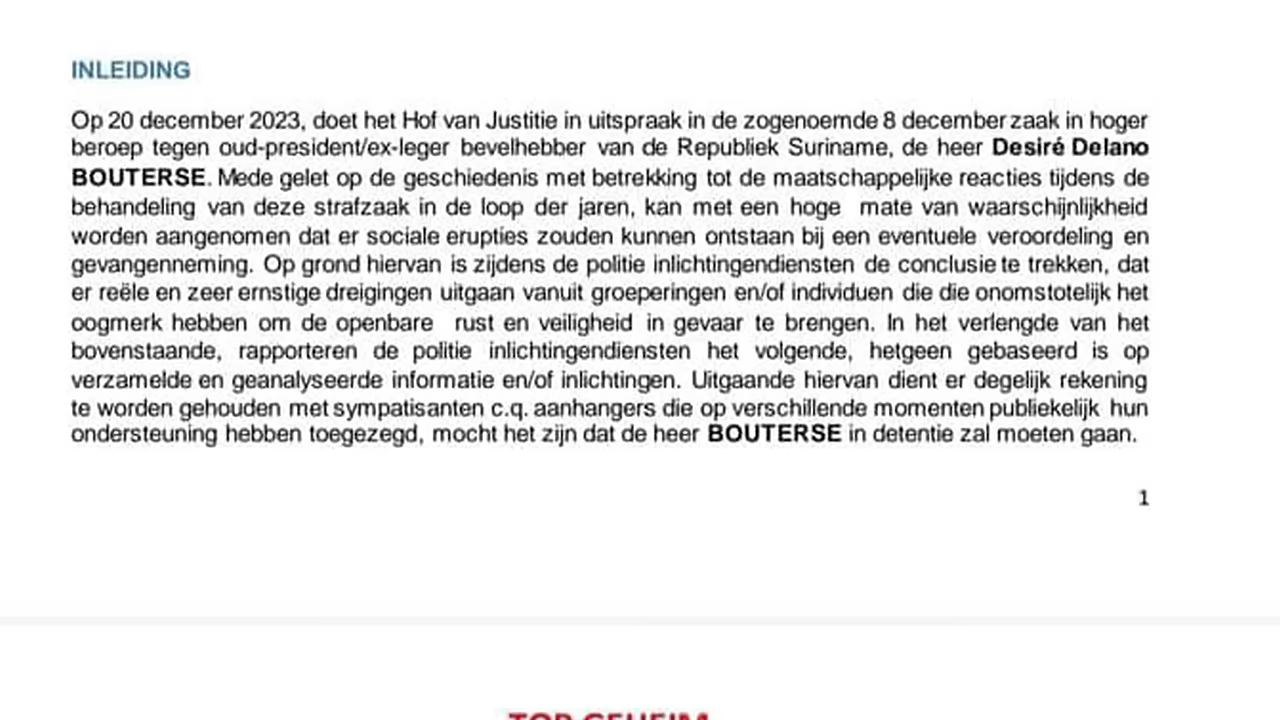 INLEIDING
Op 20 december 2023, doet het Hof van Justitie in uitspraak in de zogenoemde 8 december zaak in hoger
beroep tegen oud-president/ex-leger bevelhebber van de Republiek Suriname, de heer Desiré Delano
BOUTERSE. Mede gelet op de geschiedenis met betrekking tot de maatschappelijke reacties tijdens de
behandeling van deze strafzaak in de loop der jaren, kan met een hoge mate van waarschijnlijkheid
worden aangenomen dat er sociale erupties zouden kunnen ontstaan bij een eventuele veroordeling en
gevangenneming. Op grond hiervan is zijdens de politie inlichtingendiensten de conclusie te trekken, dat
er reële en zeer ernstige dreigingen uitgaan vanuit groeperingen en/of individuen die die onomstotelijk het
oogmerk hebben om de openbare rust en veiligheid in gevaar te brengen. In het verlengde van het
bovenstaande, rapporteren de politie inlichtingendiensten het volgende, hetgeen gebaseerd is op
verzamelde en geanalyseerde informatie en/of inlichtingen. Uitgaande hiervan dient er degelijk rekening
te worden gehouden met sympatisanten c.q. aanhangers die op verschillende momenten publiekelijk hun
ondersteuning hebben toegezegd, mocht het zijn dat de heer BOUTERSE in detentie zal moeten gaan.
1
TOP GEHEIM